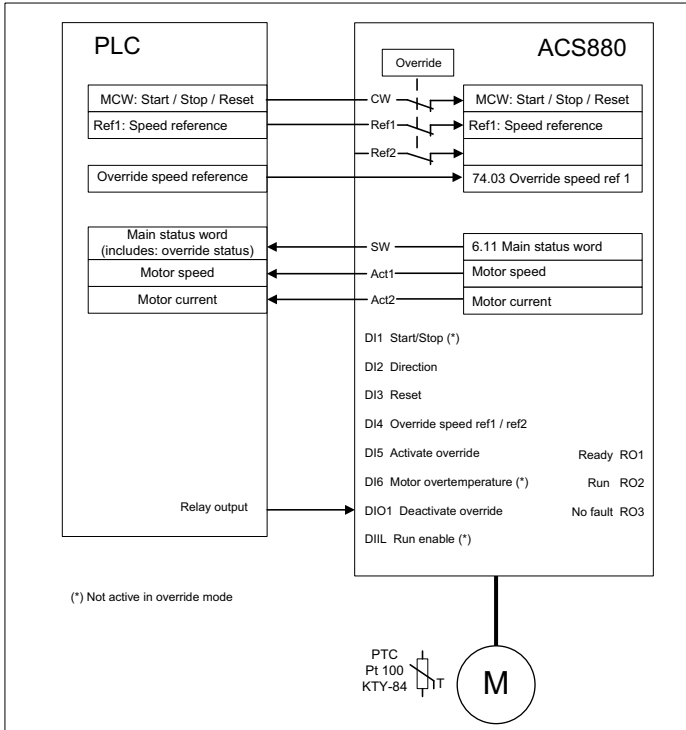 PLC
ACS880
Override
MCW: Start / Stop / Reset
CW
MCW: Start / Stop / Reset
Ref1: Speed reference
Ref1
Ref1: Speed reference
Ref2
Override speed reference
74.03 Override speed ref 1
Main status word
(includes: override status)
SW
6.11 Main status word
Motor speed
Act1
Motor speed
Motor current
Act2
Motor current
DI1 Start/Stop (*)
DI2 Direction
DI3 Reset
DI4 Override speed ref1 / ref2
DI5 Activate override
Ready RO1
DI6 Motor overtemperature (*)
Run RO2
Relay output
DIO1 Deactivate override
No fault RO3
DIIL Run enable (*)
(*) Not active in override mode
PTC
Pt 100
KTY-84
T
M